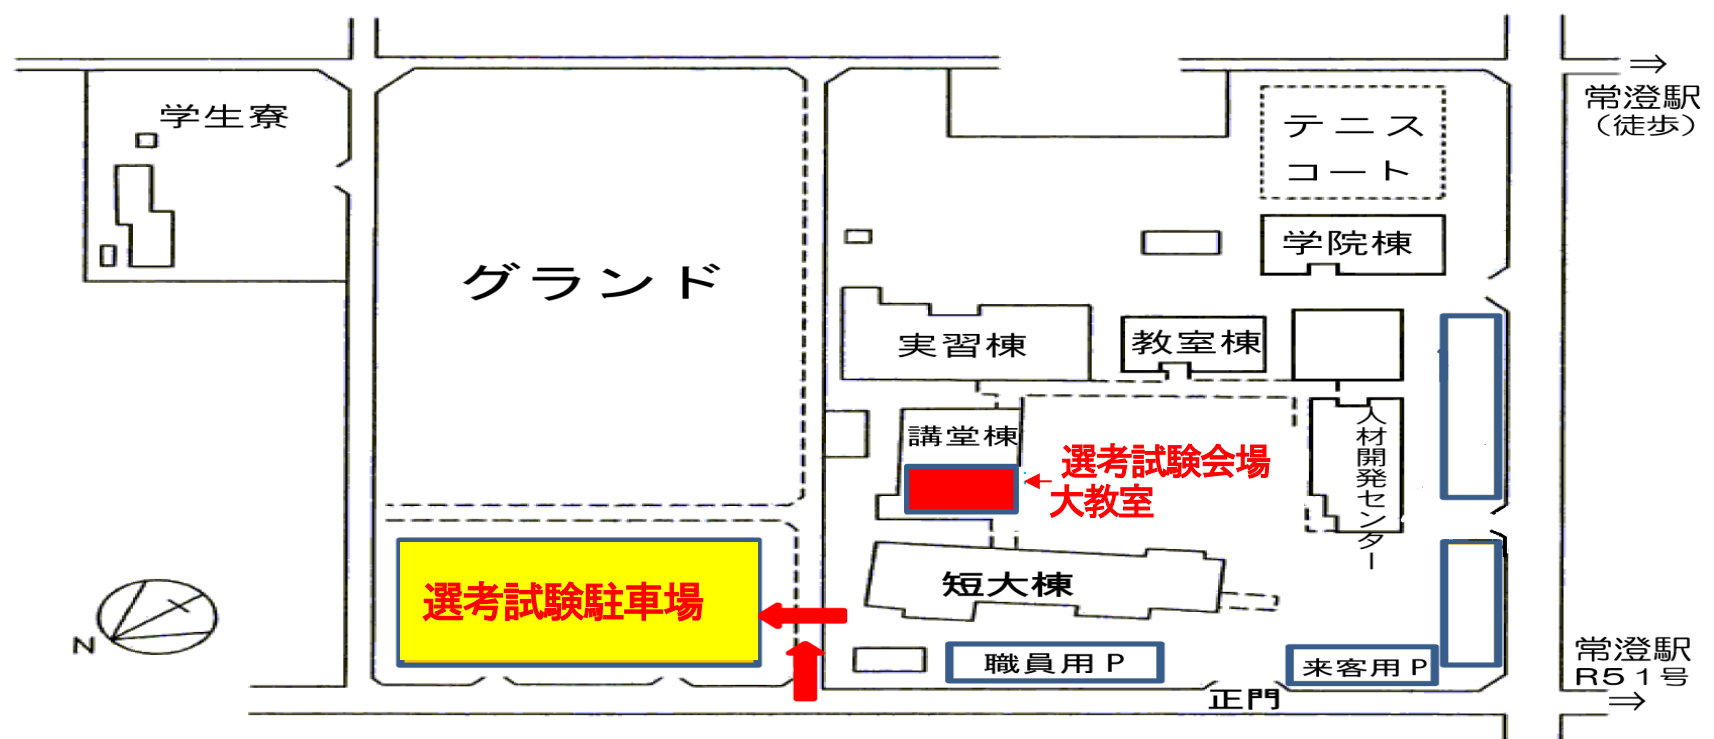 学生寮
グランド
テニス
コート
常澄駅
（徒歩）
学院棟
実習棟
教室棟
講堂棟
選考試験会場
大教室
人材開発センター
選考試験駐車場
短大棟
N
職員用P
来客用P
正門
常澄駅
R51号